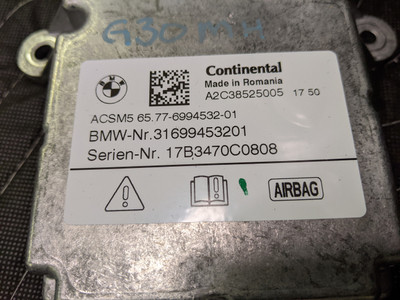 G30 MH
BMW
Continental
Made in Romania
A2C38525005 17 50
ACSM5 65.77-6994532-01
BMW-Nr.31699453201
Serien-Nr. 17B3470C0808
AIRBAG